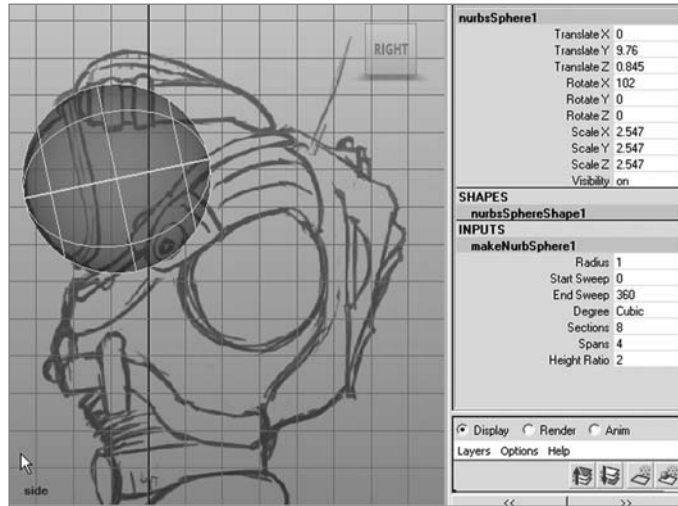 RIGHT
side
nurbsSphere1
Translate X 0
Translate Y 9.76
Translate Z 0.845
Rotate X 102
Rotate Y 0
Rotate Z 0
Scale X 2.547
Scale Y 2.547
Scale Z 2.547
Visibility on
SHAPES
nurbsSphereShape1
INPUTS
makeNurbSphere1
Radius 1
Start Sweep 0
End Sweep 360
Degree Cubic
Sections 8
Spans 4
Height Ratio 2
Display Render Anim
Layers Options Help
<< >>